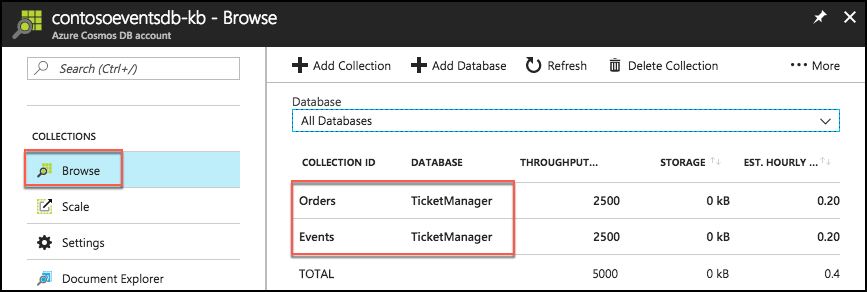 contosoeventsdb-kb - Browse
Azure Cosmos DB account
Search (Ctrl+/)
COLLECTIONS
Browse
Scale
Settings
Document Explorer
Add Collection Add Database Refresh Delete Collection ••• More
Database
All Databases
COLLECTION ID DATABASE THROUGHPUT... STORAGE ↑↓ EST. HOURLY ... ↑↓
Orders TicketManager 2500 0 kB 0.20
Events TicketManager 2500 0 kB 0.20
TOTAL 5000 0 kB 0.4